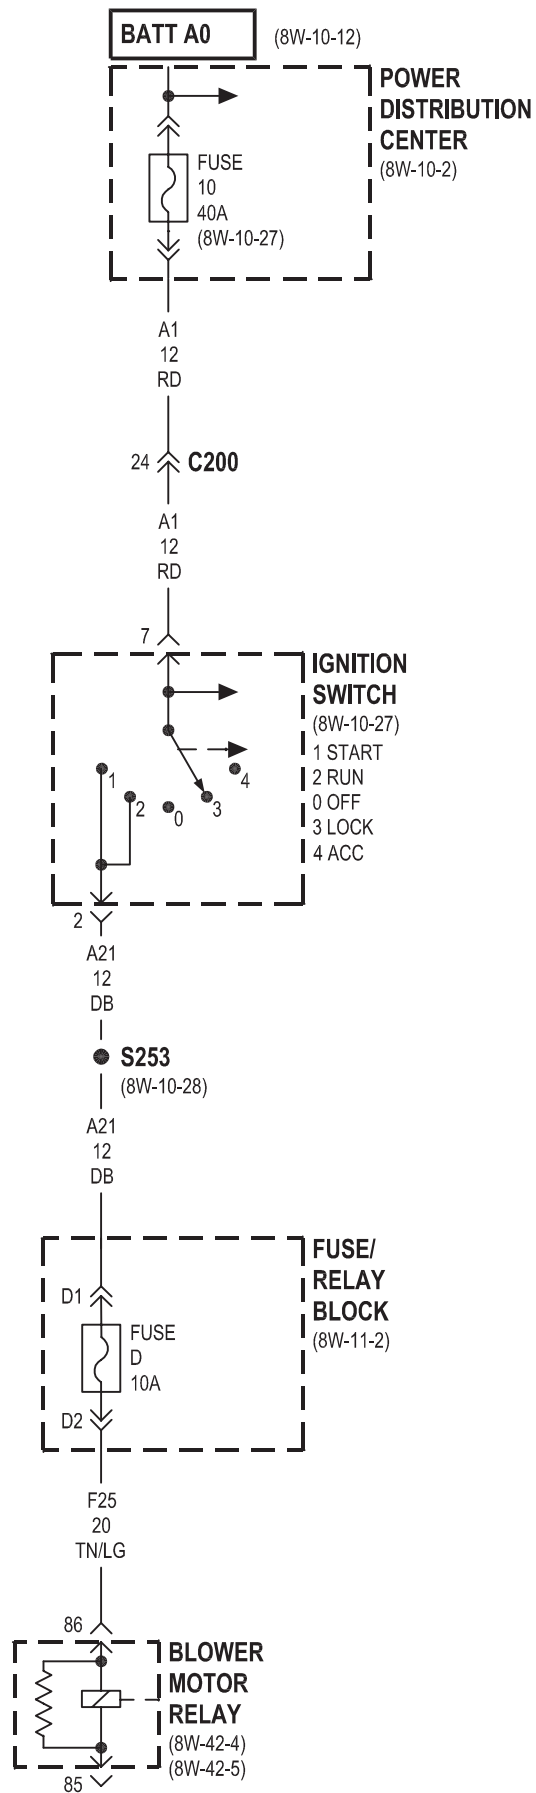 BATT A0
(8W-10-12)
POWER
DISTRIBUTION
CENTER
(8W-10-2)
FUSE
10
40A
(8W-10-27)
A1
12
RD
24
C200
A1
12
RD
7
IGNITION
SWITCH
(8W-10-27)
1 START
2 RUN
0 OFF
3 LOCK
4 ACC
1
2
0
3
4
2
A21
12
DB
S253
(8W-10-28)
A21
12
DB
FUSE/
RELAY
BLOCK
(8W-11-2)
D1
FUSE
D
10A
D2
F25
20
TN/LG
86
BLOWER
MOTOR
RELAY
(8W-42-4)
(8W-42-5)
85